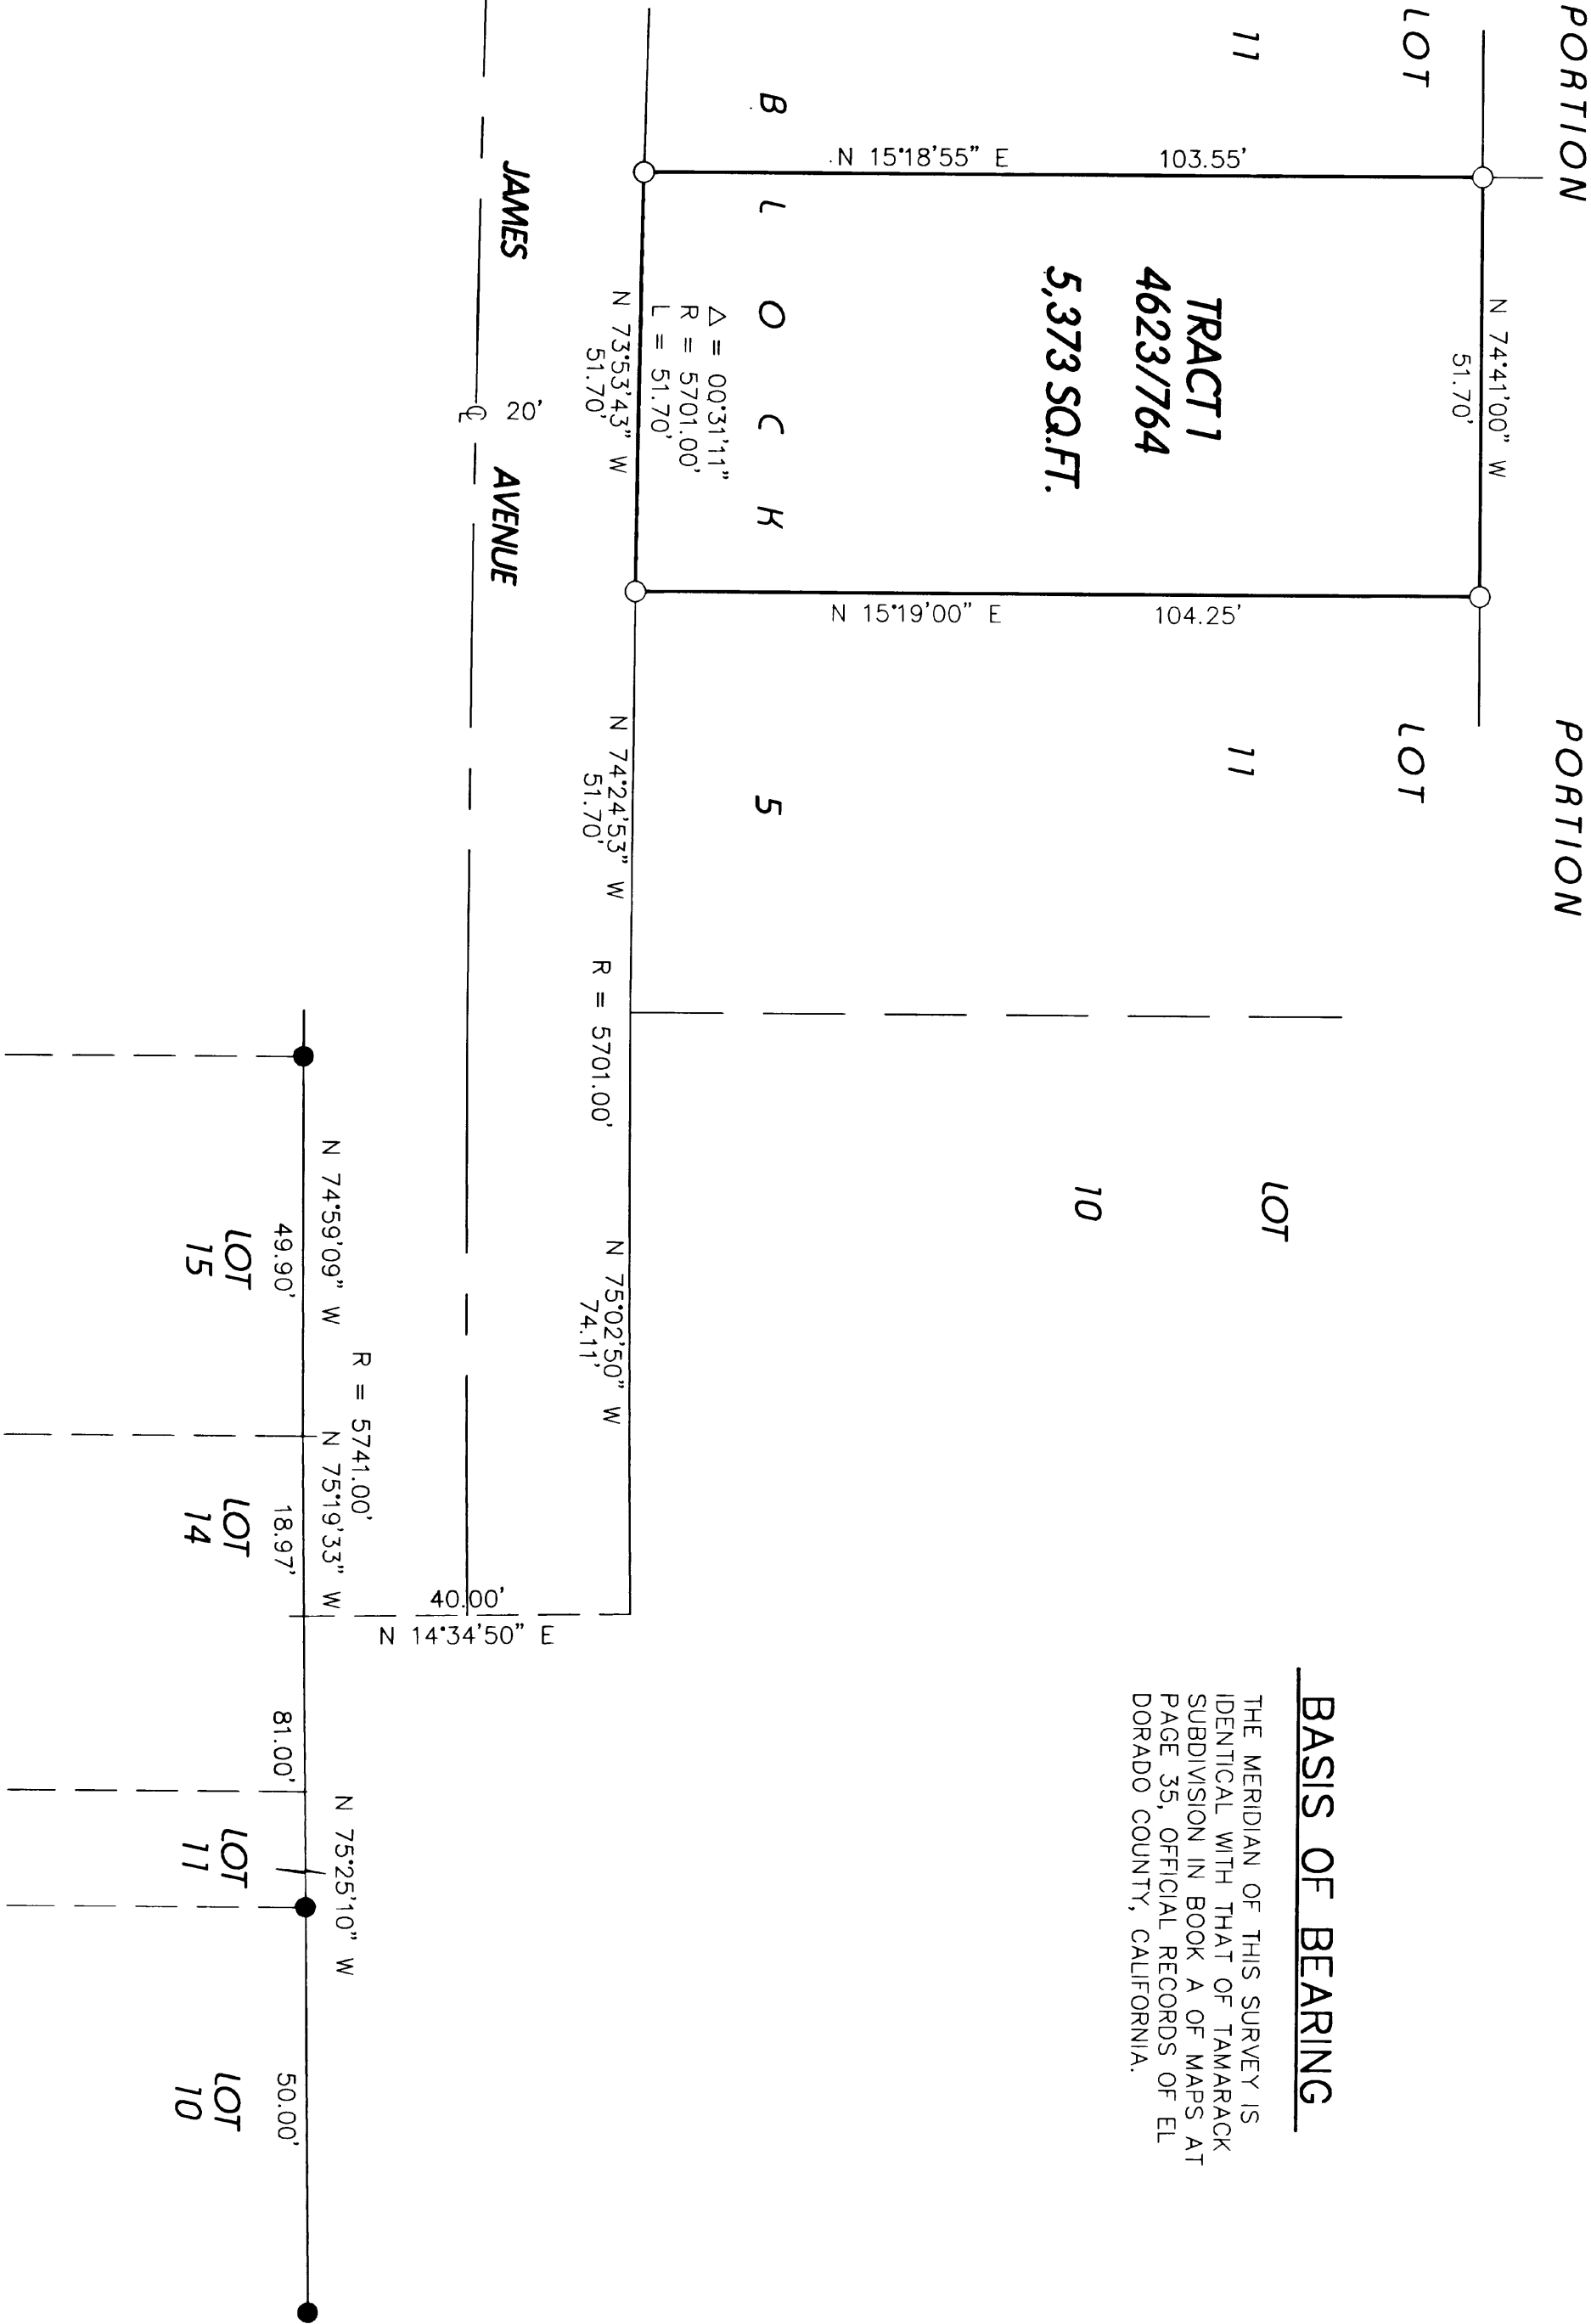 PORTION
LOT
11
PORTION
LOT
11
N 74°41'00" W
51.70'
N 15°18'55" E 103.55'
TRACT 1
4623/764
5,373 SQ.FT.
N 15°19'00" E 104.25'
B L O C K 5
Δ = 00°31'11"
R = 5701.00'
L = 51.70'
N 73°53'43" W
51.70'
N 74°24'53" W
51.70'
R = 5701.00'
N 75°02'50" W
74.11'
LOT
10
JAMES AVENUE
20'
40.00'
N 14°34'50" E
R = 5741.00'
N 74°59'09" W
49.90'
N 75°19'33" W
18.97'
81.00'
N 75°25'10" W
50.00'
LOT
15
LOT
14
LOT
11
LOT
10
BASIS OF BEARING
THE MERIDIAN OF THIS SURVEY IS
IDENTICAL WITH THAT OF TAMARACK
SUBDIVISION IN BOOK A OF MAPS AT
PAGE 35, OFFICIAL RECORDS OF EL
DORADO COUNTY, CALIFORNIA.